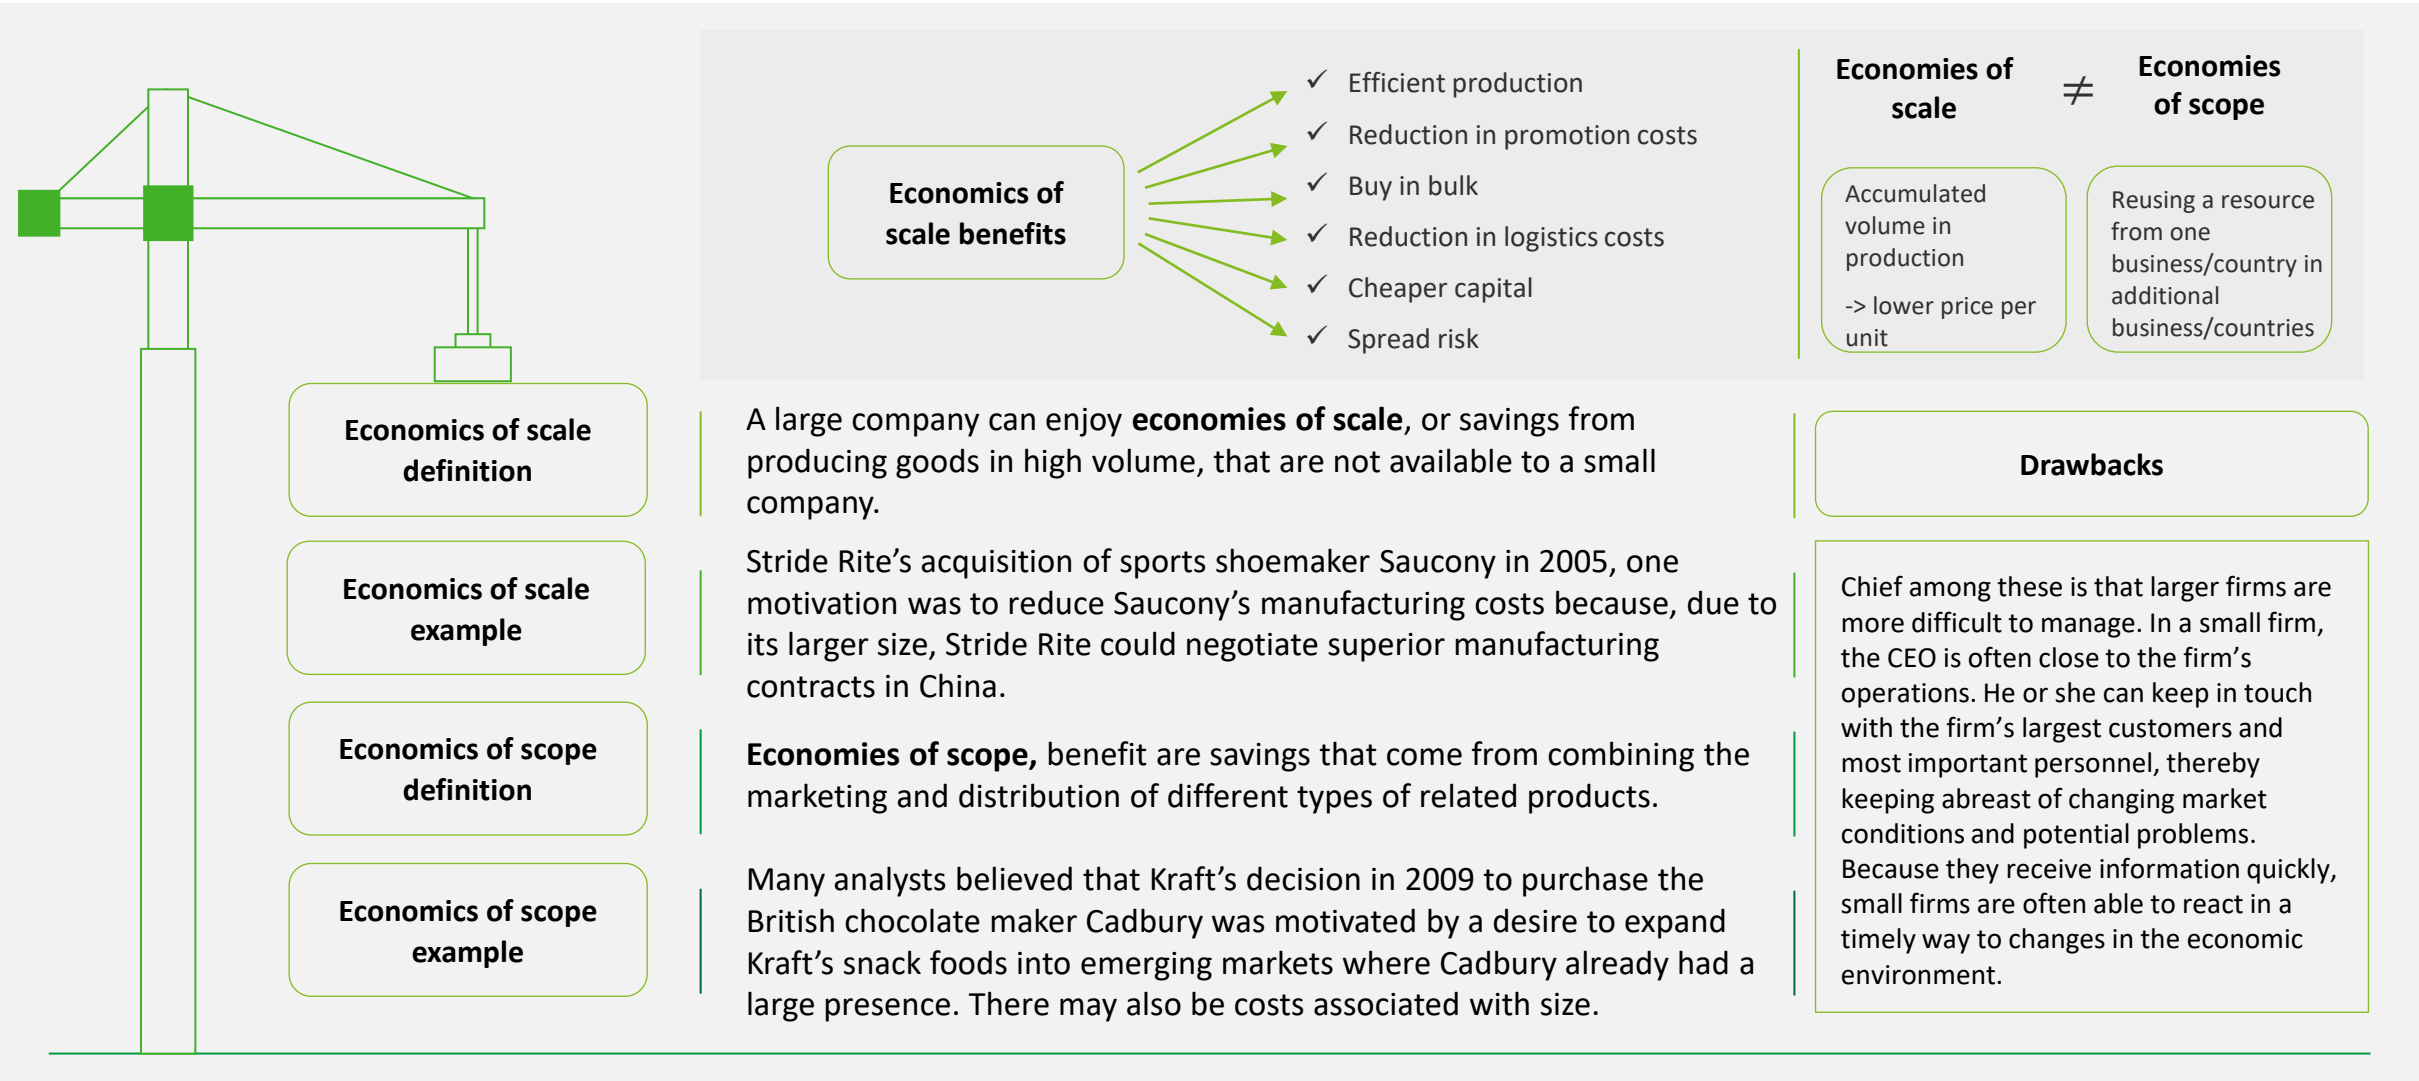 Economics of
scale benefits
✓ Efficient production
✓ Reduction in promotion costs
✓ Buy in bulk
✓ Reduction in logistics costs
✓ Cheaper capital
✓ Spread risk
Economies of
scale
≠
Economies
of scope
Accumulated
volume in
production
-> lower price per
unit
Reusing a resource
from one
business/country in
additional
business/countries
Economics of scale
definition
A large company can enjoy economies of scale, or savings from
producing goods in high volume, that are not available to a small
company.
Economics of scale
example
Stride Rite’s acquisition of sports shoemaker Saucony in 2005, one
motivation was to reduce Saucony’s manufacturing costs because, due to
its larger size, Stride Rite could negotiate superior manufacturing
contracts in China.
Economics of scope
definition
Economies of scope, benefit are savings that come from combining the
marketing and distribution of different types of related products.
Economics of scope
example
Many analysts believed that Kraft’s decision in 2009 to purchase the
British chocolate maker Cadbury was motivated by a desire to expand
Kraft’s snack foods into emerging markets where Cadbury already had a
large presence. There may also be costs associated with size.
Drawbacks
Chief among these is that larger firms are
more difficult to manage. In a small firm,
the CEO is often close to the firm’s
operations. He or she can keep in touch
with the firm’s largest customers and
most important personnel, thereby
keeping abreast of changing market
conditions and potential problems.
Because they receive information quickly,
small firms are often able to react in a
timely way to changes in the economic
environment.